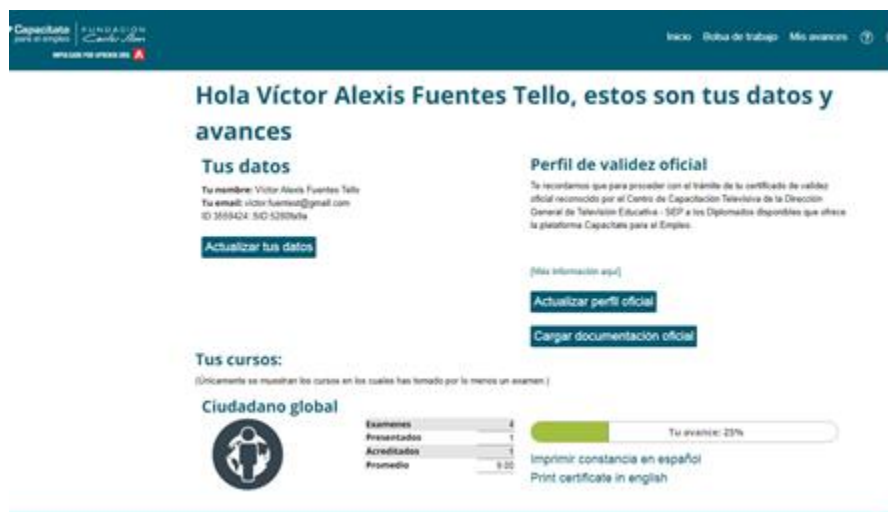 Capacítate
para el empleo
FUNDACIÓN
Carlos Slim
Inicio Bolsa de trabajo Mis avances ?
Hola Víctor Alexis Fuentes Tello, estos son tus datos y
avances
Tus datos
Tu nombre: Víctor Alexis Fuentes Tello
Tu email:
Actualizar tus datos
Perfil de validez oficial
Te recordamos que para proceder con el trámite de tu certificado de validez
oficial reconocido por el Centro de Capacitación Televisiva de la Dirección
General de Televisión Educativa - SEP a los Diplomados disponibles que ofrece
la plataforma Capacítate para el Empleo.
[Más información aquí]
Actualizar perfil oficial
Cargar documentación oficial
Tus cursos:
(Únicamente se muestran los cursos en los cuales has tomado por lo menos un examen.)
Ciudadano global
Examenes 4
Presentados 1
Acreditados 1
Promedio
Tu avance: 25%
Imprimir constancia en español
Print certificate in english